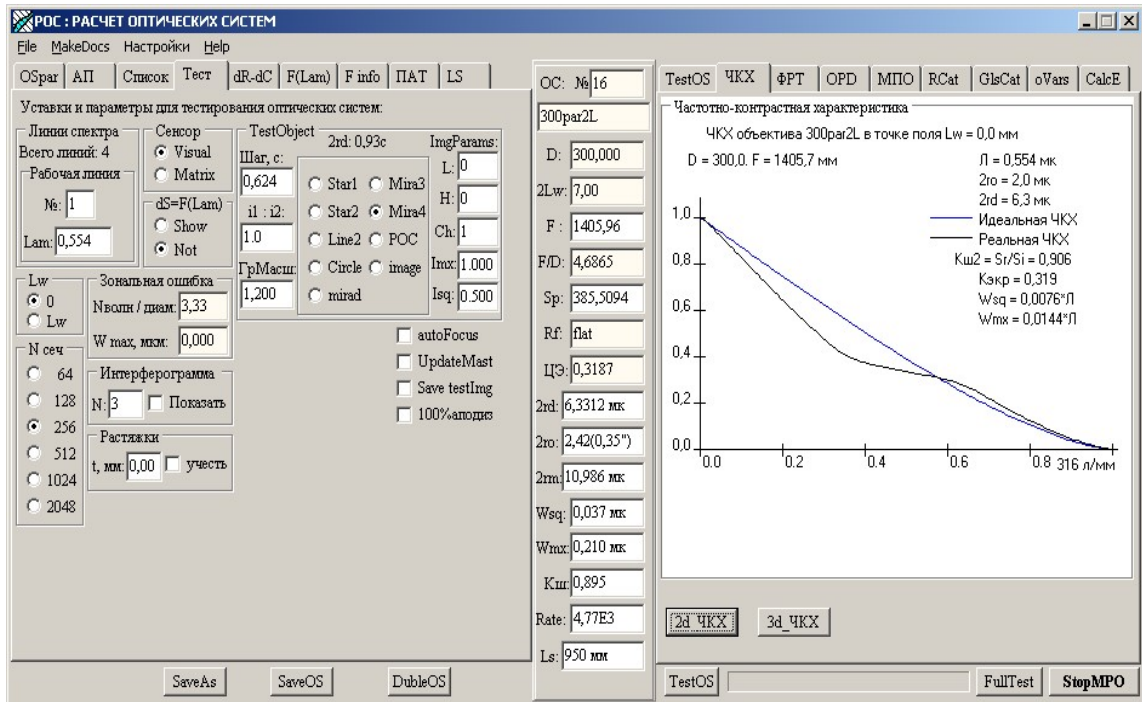 РОС : РАСЧЕТ ОПТИЧЕСКИХ СИСТЕМ
File MakeDocs Настройки Help
OSpar АП Список Тест dR-dC F(Lam) F info ПАТ LS
Уставки и параметры для тестирования оптических систем:
Линии спектра
Всего линий: 4
Рабочая линия
№: 1
Lam: 0,554
Сенсор
Visual
Matrix
dS=F(Lam)
Show
Not
TestObject
2rd: 0,93c
Шаг, с:
0,624
i1 : i2:
1.0
ГрМасш:
1,200
Star1 Mira3
Star2 Mira4
Line2 РОС
Circle image
mirad
ImgParams:
L: 0
H: 0
Ch: 1
Imx: 1.000
Isq: 0.500
Lw
0
Lw
Зональная ошибка
Nволн / диам: 3,33
W max, мкм: 0,000
N сеч
64
128
256
512
1024
2048
Интерферограмма
N: 3 Показать
Растяжки
t, мм: 0,00 учесть
autoFocus
UpdateMast
Save testImg
100%аподиз
SaveAs SaveOS DubleOS
ОС: № 16
300par2L
D: 300,000
2Lw: 7,00
F : 1405,96
F/D: 4,6865
Sp: 385,5094
Rf: flat
ЦЭ: 0,3187
2rd: 6,3312 мк
2ro: 2,42(0,35")
2rm: 10,986 мк
Wsq: 0,037 мк
Wmx: 0,210 мк
Кш: 0,895
Rate: 4,77E3
Ls: 950 мм
TestOS ЧКХ ФРТ OPD МПО RCat GlsCat oVars CalcE
Частотно-контрастная характеристика
ЧКХ объектива 300par2L в точке поля Lw = 0,0 мм
D = 300,0. F = 1405,7 мм
Л = 0,554 мк
2ro = 2,0 мк
2rd = 6,3 мк
Идеальная ЧКХ
Реальная ЧКХ
Кш2 = Sr/Si = 0,906
Кэкр = 0,319
Wsq = 0,0076*Л
Wmx = 0,0144*Л
1,0
0,8
0,6
0,4
0,2
0,0
0.0 0.2 0.4 0.6 0.8 316 л/мм
2d_ЧКХ 3d_ЧКХ
TestOS FullTest StopMPO